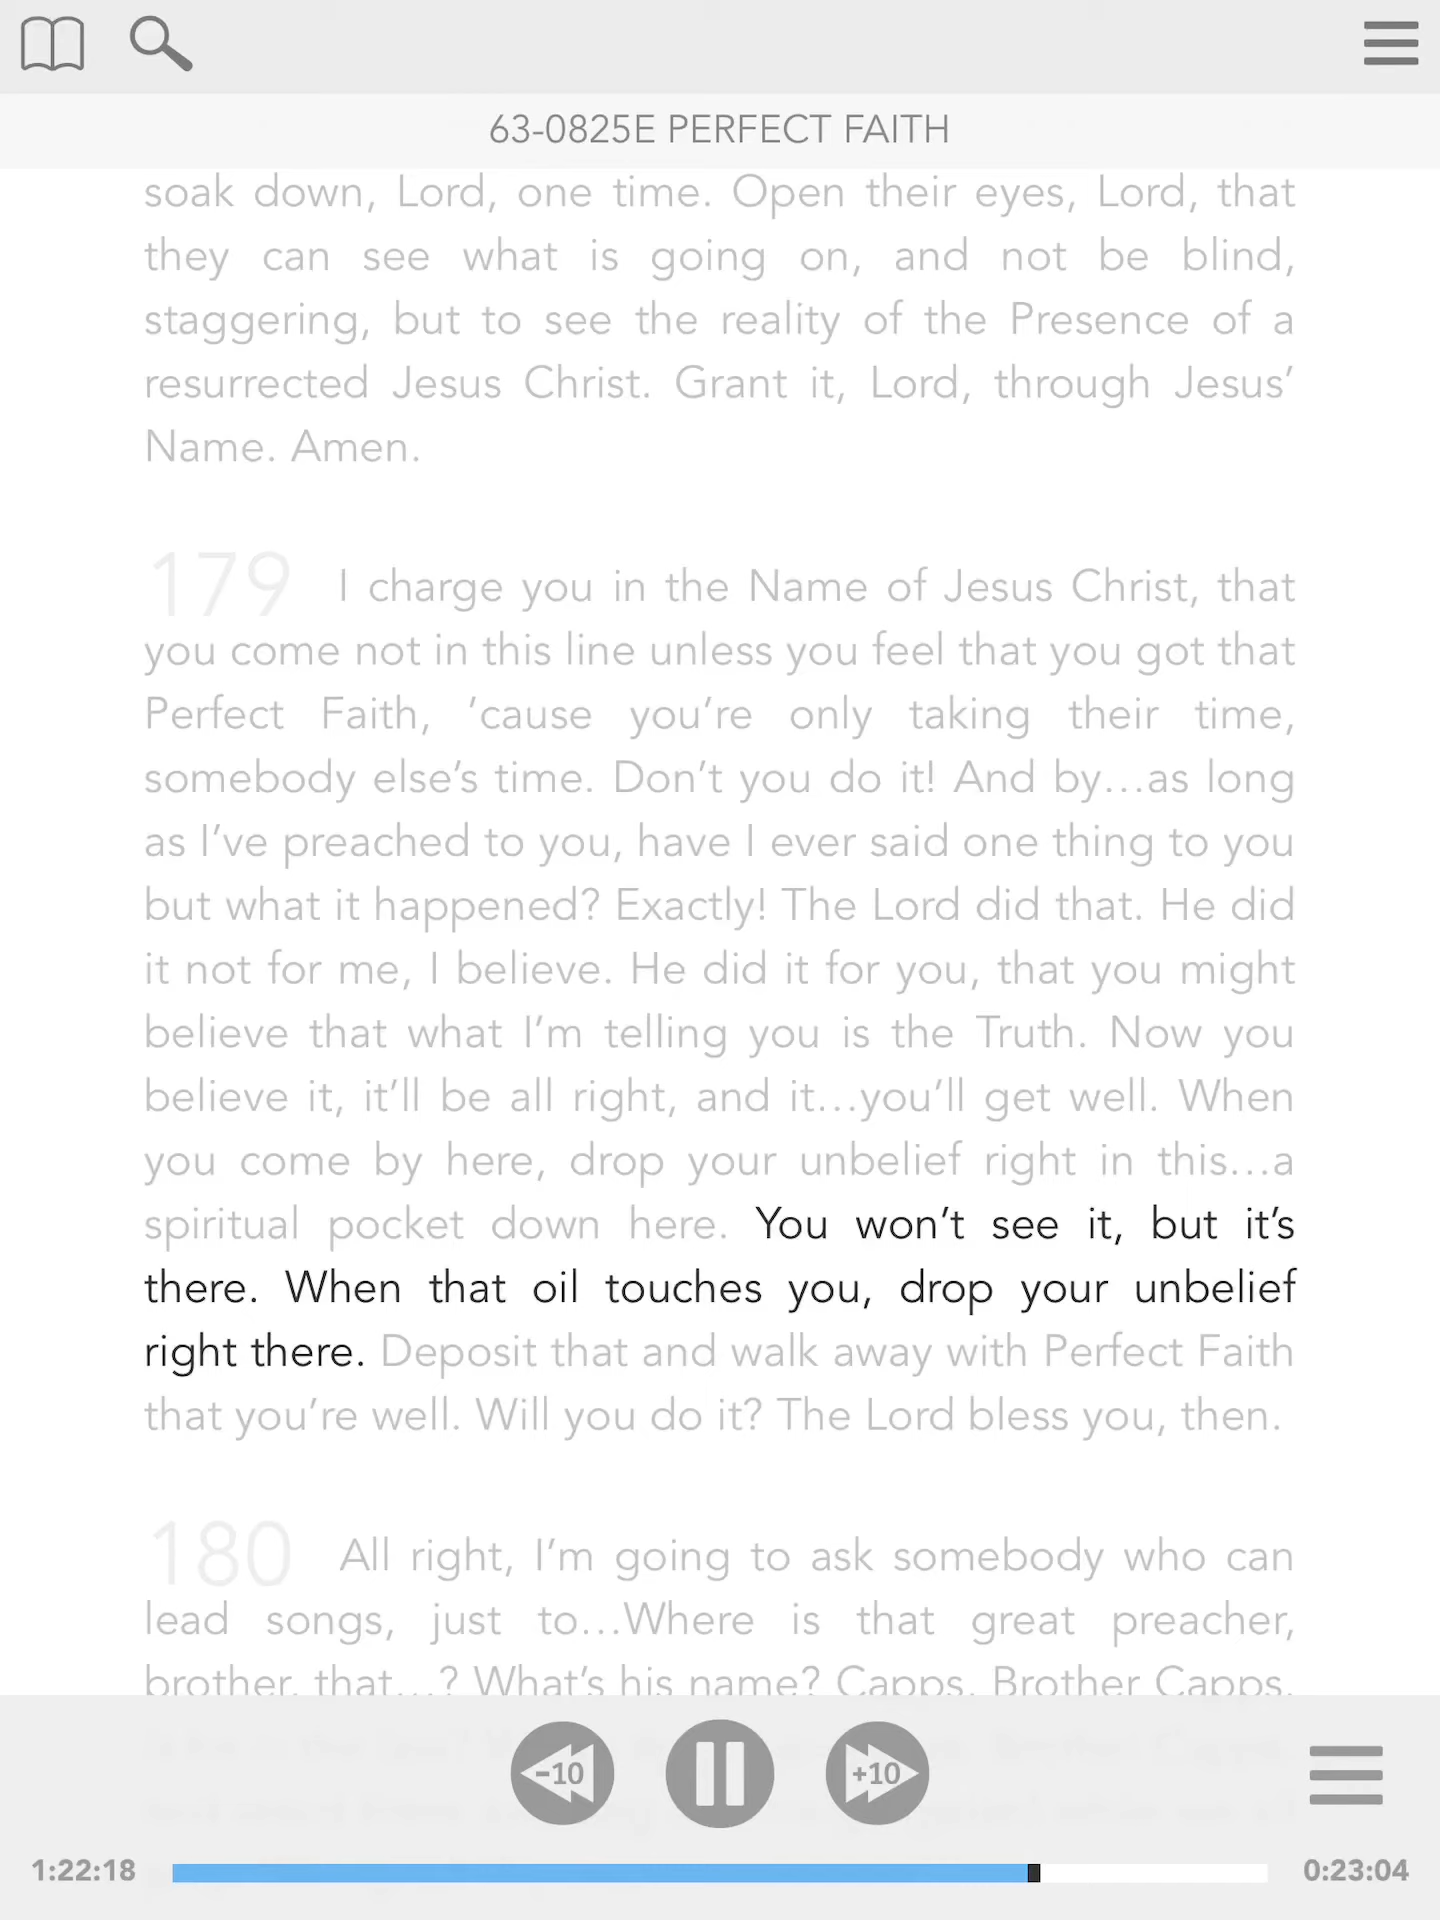 63-0825E PERFECT FAITH
soak down, Lord, one time. Open their eyes, Lord, that
they can see what is going on, and not be blind,
staggering, but to see the reality of the Presence of a
resurrected Jesus Christ. Grant it, Lord, through Jesus’
Name. Amen.
179 I charge you in the Name of Jesus Christ, that
you come not in this line unless you feel that you got that
Perfect Faith, ’cause you’re only taking their time,
somebody else’s time. Don’t you do it! And by…as long
as I’ve preached to you, have I ever said one thing to you
but what it happened? Exactly! The Lord did that. He did
it not for me, I believe. He did it for you, that you might
believe that what I’m telling you is the Truth. Now you
believe it, it’ll be all right, and it…you’ll get well. When
you come by here, drop your unbelief right in this…a
spiritual pocket down here. You won’t see it, but it’s
there. When that oil touches you, drop your unbelief
right there. Deposit that and walk away with Perfect Faith
that you’re well. Will you do it? The Lord bless you, then.
180 All right, I’m going to ask somebody who can
lead songs, just to…Where is that great preacher,
brother, that…? What’s his name? Capps. Brother Capps.
-10 +10
1:22:18 0:23:04